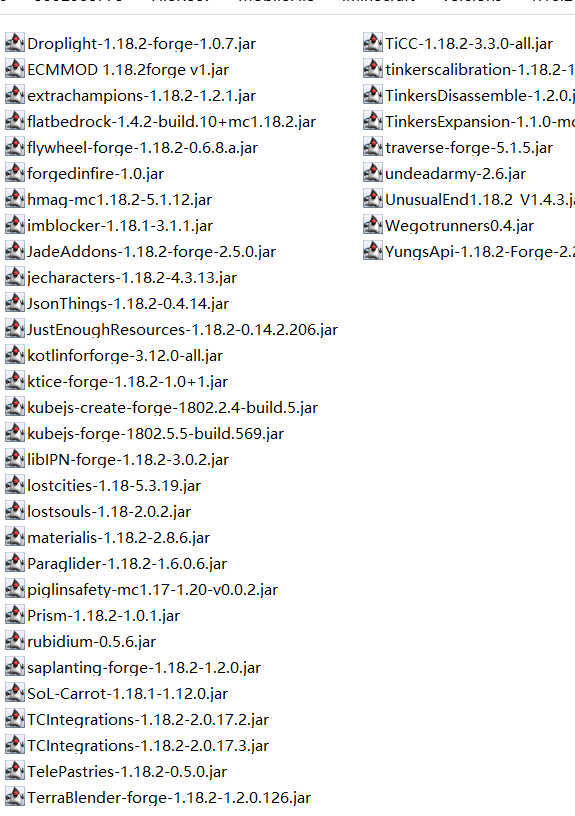 Droplight-1.18.2-forge-1.0.7.jar
ECMMOD 1.18.2forge v1.jar
extrachampions-1.18.2-1.2.1.jar
flatbedrock-1.4.2-build.10+mc1.18.2.jar
flywheel-forge-1.18.2-0.6.8.a.jar
forgedinfire-1.0.jar
hmag-mc1.18.2-5.1.12.jar
imblocker-1.18.1-3.1.1.jar
JadeAddons-1.18.2-forge-2.5.0.jar
jecharacters-1.18.2-4.3.13.jar
JsonThings-1.18.2-0.4.14.jar
JustEnoughResources-1.18.2-0.14.2.206.jar
kotlinforforge-3.12.0-all.jar
ktice-forge-1.18.2-1.0+1.jar
kubejs-create-forge-1802.2.4-build.5.jar
kubejs-forge-1802.5.5-build.569.jar
libIPN-forge-1.18.2-3.0.2.jar
lostcities-1.18-5.3.19.jar
lostsouls-1.18-2.0.2.jar
materialis-1.18.2-2.8.6.jar
Paraglider-1.18.2-1.6.0.6.jar
piglinsafety-mc1.17-1.20-v0.0.2.jar
Prism-1.18.2-1.0.1.jar
rubidium-0.5.6.jar
saplanting-forge-1.18.2-1.2.0.jar
SoL-Carrot-1.18.1-1.12.0.jar
TCIntegrations-1.18.2-2.0.17.2.jar
TCIntegrations-1.18.2-2.0.17.3.jar
TelePastries-1.18.2-0.5.0.jar
TerraBlender-forge-1.18.2-1.2.0.126.jar
TiCC-1.18.2-3.3.0-all.jar
tinkerscalibration-1.18.2-1
TinkersDisassemble-1.2.0.j
TinkersExpansion-1.1.0-mc
traverse-forge-5.1.5.jar
undeadarmy-2.6.jar
UnusualEnd1.18.2 V1.4.3.ja
Wegotrunners0.4.jar
YungsApi-1.18.2-Forge-2.2